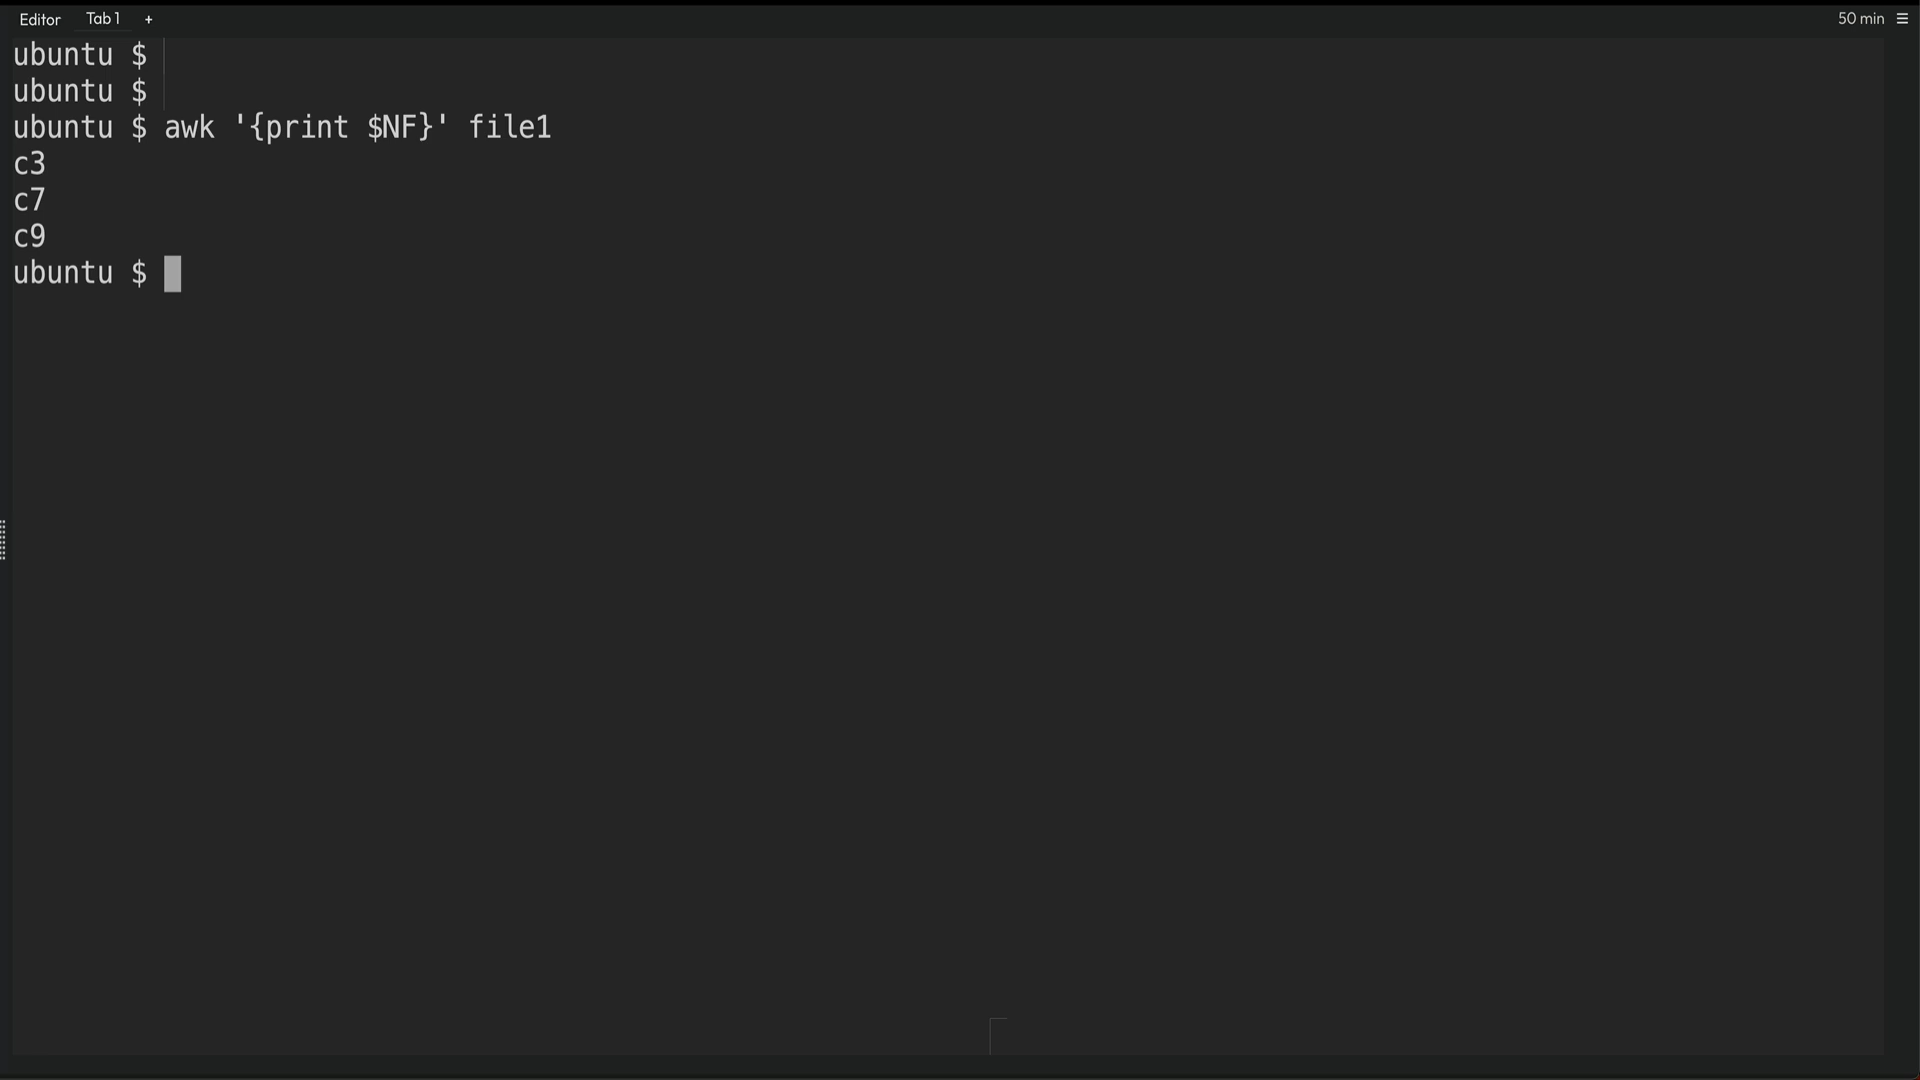 Editor Tab 1 + 50 min ☰
ubuntu $
ubuntu $
ubuntu $ awk '{print $NF}' file1
c3
c7
c9
ubuntu $